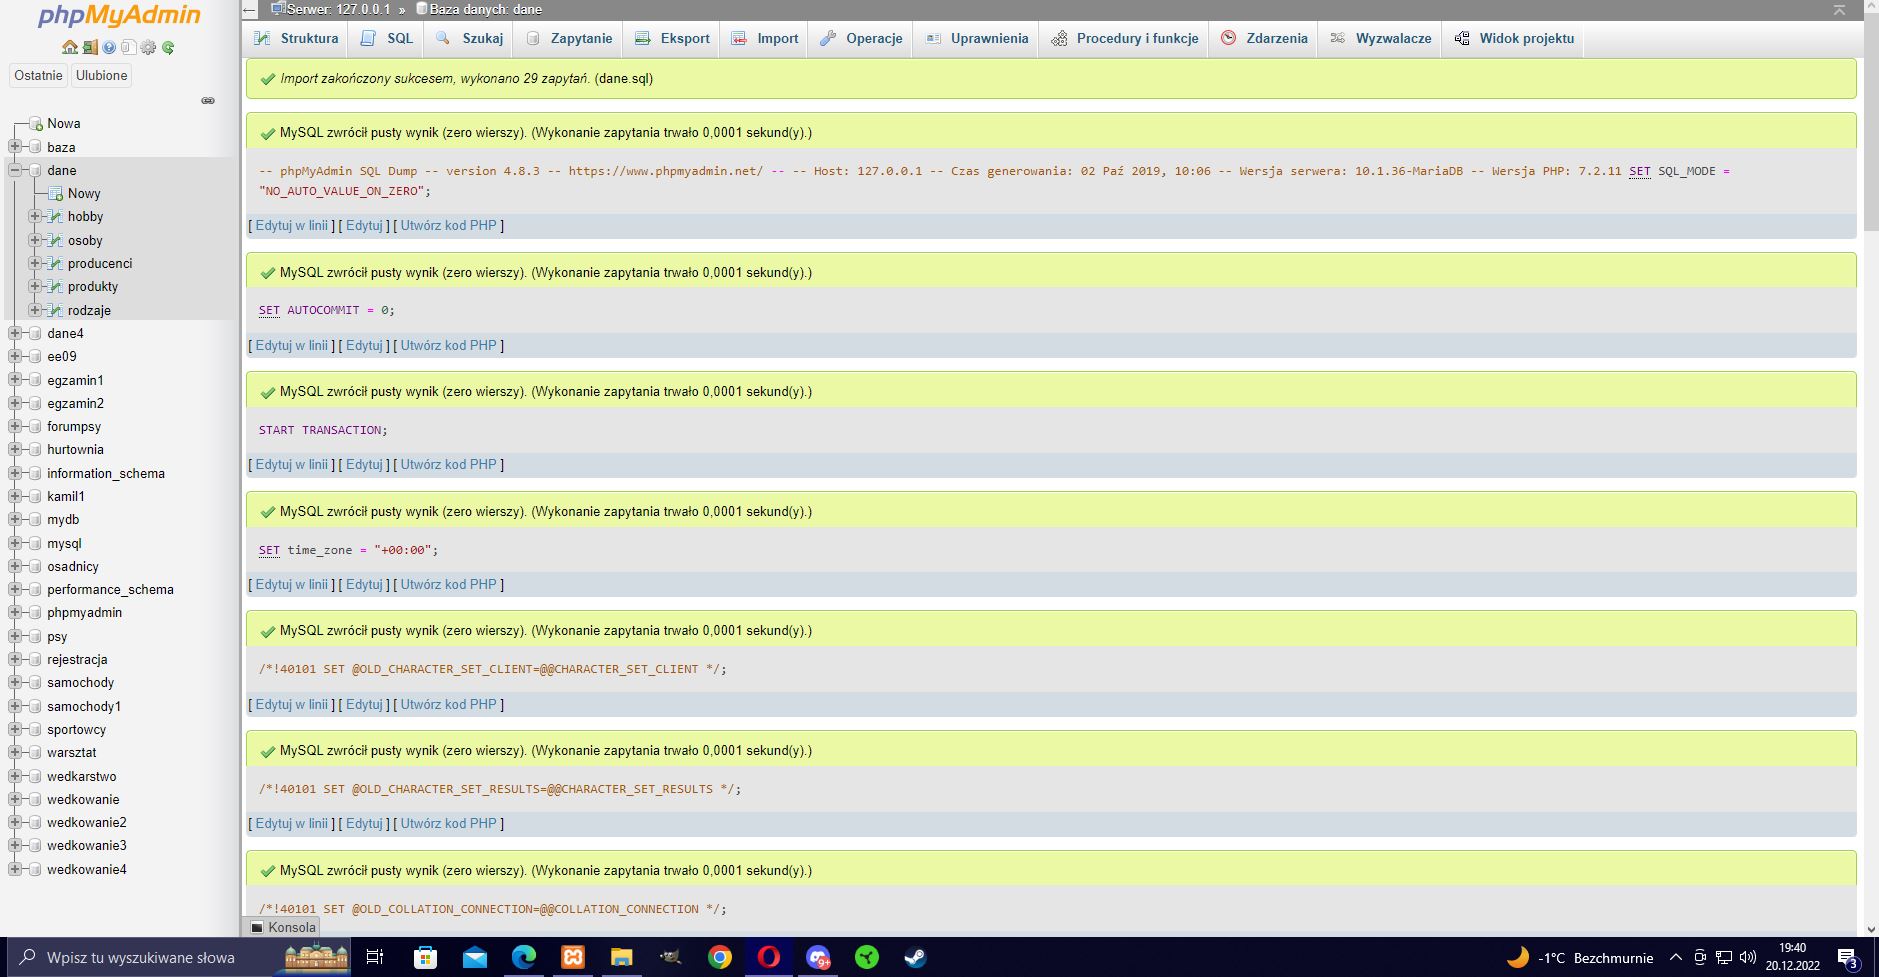 phpMyAdmin
Ostatnie Ulubione
Nowa
baza
dane
Nowy
hobby
osoby
producenci
produkty
rodzaje
dane4
ee09
egzamin1
egzamin2
forumpsy
hurtownia
information_schema
kamil1
mydb
mysql
osadnicy
performance_schema
phpmyadmin
psy
rejestracja
samochody
samochody1
sportowcy
warsztat
wedkarstwo
wedkowanie
wedkowanie2
wedkowanie3
wedkowanie4
Serwer: 127.0.0.1 » Baza danych: dane
Struktura SQL Szukaj Zapytanie Eksport Import Operacje Uprawnienia Procedury i funkcje Zdarzenia Wyzwalacze Widok projektu
Import zakończony sukcesem, wykonano 29 zapytań. (dane.sql)
MySQL zwrócił pusty wynik (zero wierszy). (Wykonanie zapytania trwało 0,0001 sekund(y).)
-- phpMyAdmin SQL Dump -- version 4.8.3 -- https://www.phpmyadmin.net/ -- -- Host: 127.0.0.1 -- Czas generowania: 02 Paź 2019, 10:06 -- Wersja serwera: 10.1.36-MariaDB -- Wersja PHP: 7.2.11 SET SQL_MODE =
"NO_AUTO_VALUE_ON_ZERO";
[ Edytuj w linii ] [ Edytuj ] [ Utwórz kod PHP ]
MySQL zwrócił pusty wynik (zero wierszy). (Wykonanie zapytania trwało 0,0001 sekund(y).)
SET AUTOCOMMIT = 0;
[ Edytuj w linii ] [ Edytuj ] [ Utwórz kod PHP ]
MySQL zwrócił pusty wynik (zero wierszy). (Wykonanie zapytania trwało 0,0001 sekund(y).)
START TRANSACTION;
[ Edytuj w linii ] [ Edytuj ] [ Utwórz kod PHP ]
MySQL zwrócił pusty wynik (zero wierszy). (Wykonanie zapytania trwało 0,0001 sekund(y).)
SET time_zone = "+00:00";
[ Edytuj w linii ] [ Edytuj ] [ Utwórz kod PHP ]
MySQL zwrócił pusty wynik (zero wierszy). (Wykonanie zapytania trwało 0,0001 sekund(y).)
/*!40101 SET @OLD_CHARACTER_SET_CLIENT=@@CHARACTER_SET_CLIENT */;
[ Edytuj w linii ] [ Edytuj ] [ Utwórz kod PHP ]
MySQL zwrócił pusty wynik (zero wierszy). (Wykonanie zapytania trwało 0,0001 sekund(y).)
/*!40101 SET @OLD_CHARACTER_SET_RESULTS=@@CHARACTER_SET_RESULTS */;
[ Edytuj w linii ] [ Edytuj ] [ Utwórz kod PHP ]
MySQL zwrócił pusty wynik (zero wierszy). (Wykonanie zapytania trwało 0,0001 sekund(y).)
/*!40101 SET @OLD_COLLATION_CONNECTION=@@COLLATION_CONNECTION */;
Konsola
Wpisz tu wyszukiwane słowa
9+
-1°C Bezchmurnie
19:40
20.12.2022
3